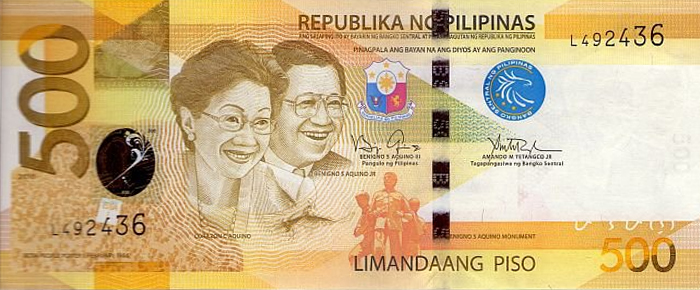 500
REPUBLIKA NG PILIPINAS
ANG SALAPING ITO AY BAYARIN NG BANGKO SENTRAL AT PANANAGUTAN NG REPUBLIKA NG PILIPINAS
PINAGPALA ANG BAYAN NA ANG DIYOS AY ANG PANGINOON
L492436
BANGKO SENTRAL NG PILIPINAS
BENIGNO S AQUINO III
Pangulo ng Pilipinas
AMANDO M TETANGCO JR
Tagapangasiwa ng Bangko Sentral
BENIGNO S AQUINO JR
L492436
CORAZON C AQUINO
BENIGNO S AQUINO MONUMENT
LIMANDAANG PISO
500